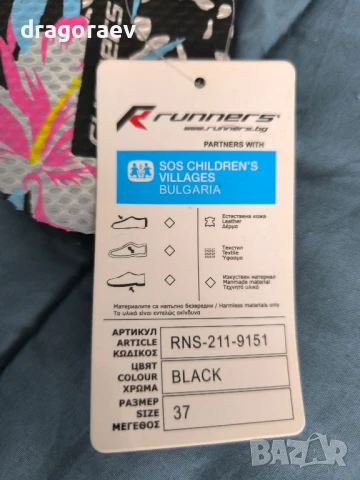 dragoraev
runners
www.runners.bg
PARTNERS WITH
SOS CHILDREN'S
VILLAGES
BULGARIA
Естествена кожа
Leather
Δέρμα
Текстил
Textile
Ύφασμα
Изкуствен материал
Manmade material
Τεχνητό υλικό
Материалите са напълно безвредни / Harmless materials only
Τα υλικά είναι εντελώς ακίνδυνα
АРТИКУЛ
ARTICLE
ΚΩΔΙΚΟΣ
RNS-211-9151
ЦВЯТ
COLOUR
ΧΡΩΜΑ
BLACK
РАЗМЕР
SIZE
ΜΕΓΕΘΟΣ
37
BAZAR